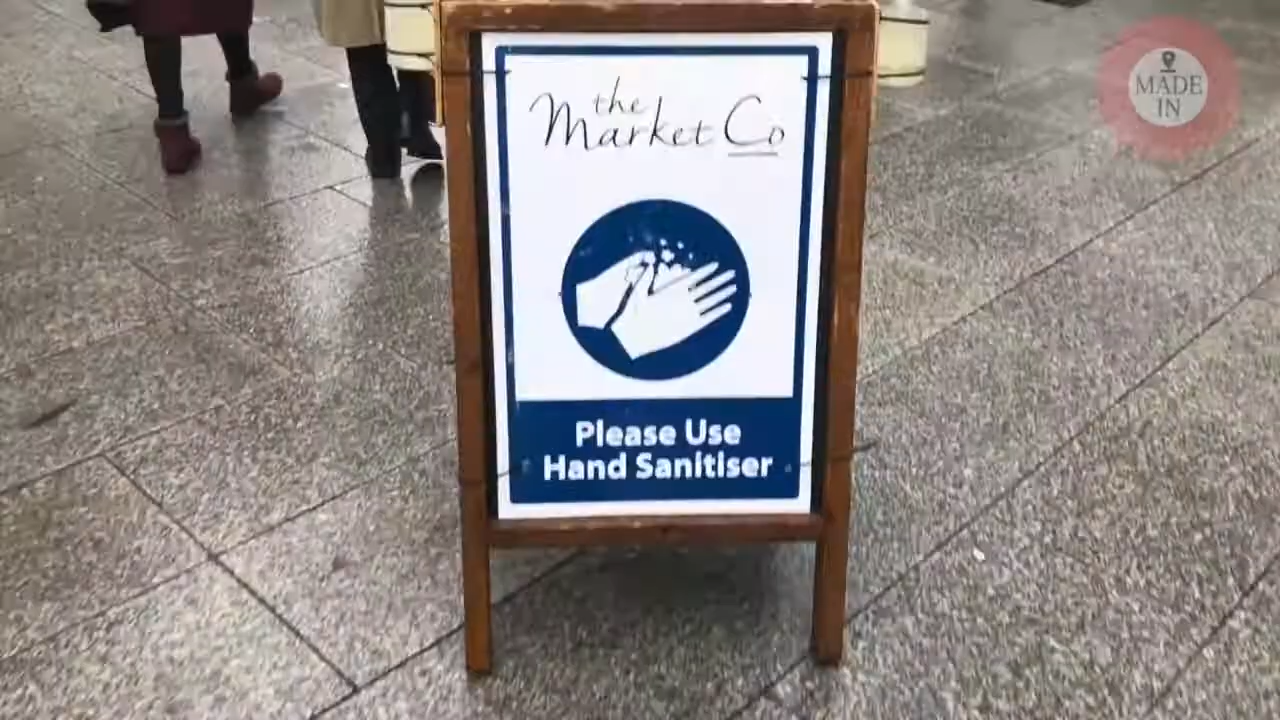 the
Market Co
Please Use
Hand Sanitiser
MADE
IN